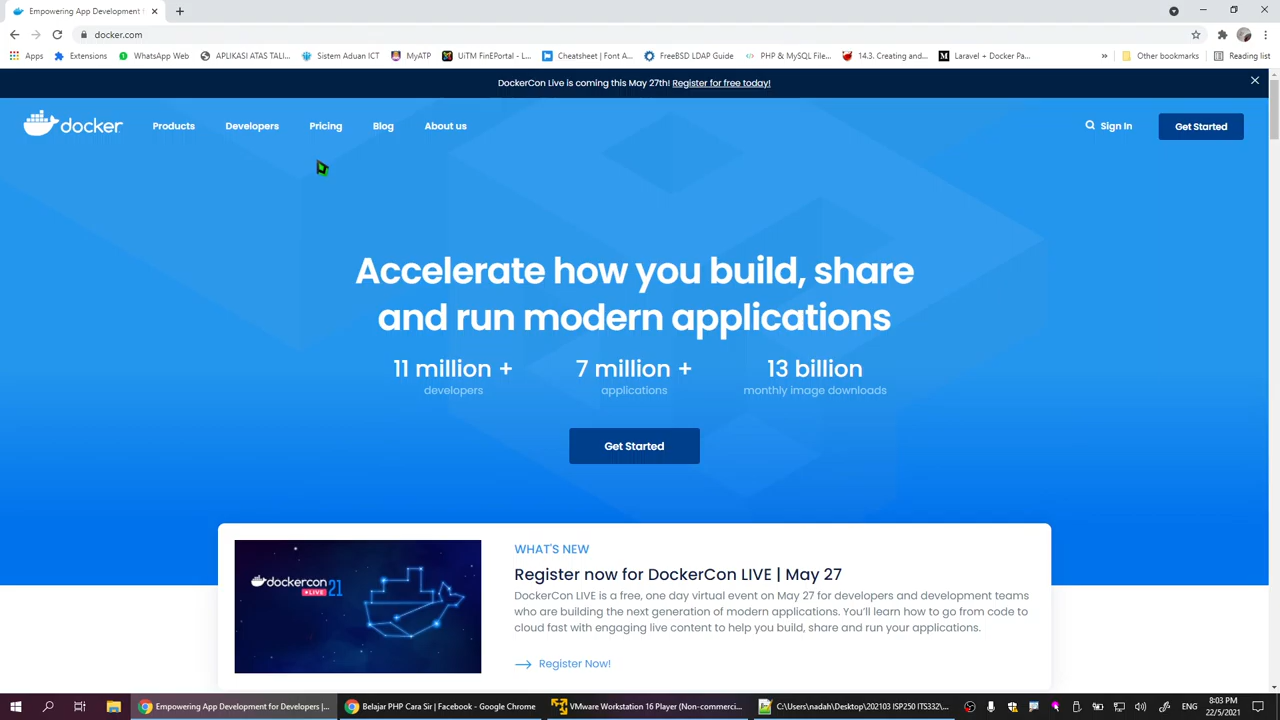 Empowering App Development f
docker.com
Apps
Extensions
WhatsApp Web
APLIKASI ATAS TALI...
Sistem Aduan ICT
MyATP
UiTM FinEPortal - L...
Cheatsheet | Font A...
FreeBSD LDAP Guide
PHP & MySQL File...
14.3. Creating and...
Laravel + Docker Pa...
»
Other bookmarks
Reading list
DockerCon Live is coming this May 27th! Register for free today!
docker
Products
Developers
Pricing
Blog
About us
Sign In
Get Started
Accelerate how you build, share
and run modern applications
11 million +
7 million +
13 billion
developers
applications
monthly image downloads
Get Started
dockercon
LIVE
21
WHAT'S NEW
Register now for DockerCon LIVE | May 27
DockerCon LIVE is a free, one day virtual event on May 27 for developers and development teams
who are building the next generation of modern applications. You'll learn how to go from code to
cloud fast with engaging live content to help you build, share and run your applications.
Register Now!
Empowering App Development for Developers |...
Belajar PHP Cara Sir | Facebook - Google Chrome
VMware Workstation 16 Player (Non-commerci...
C:\Users\nadah\Desktop\202103 ISP250 ITS332\...
ENG
8:03 PM
22/5/2021